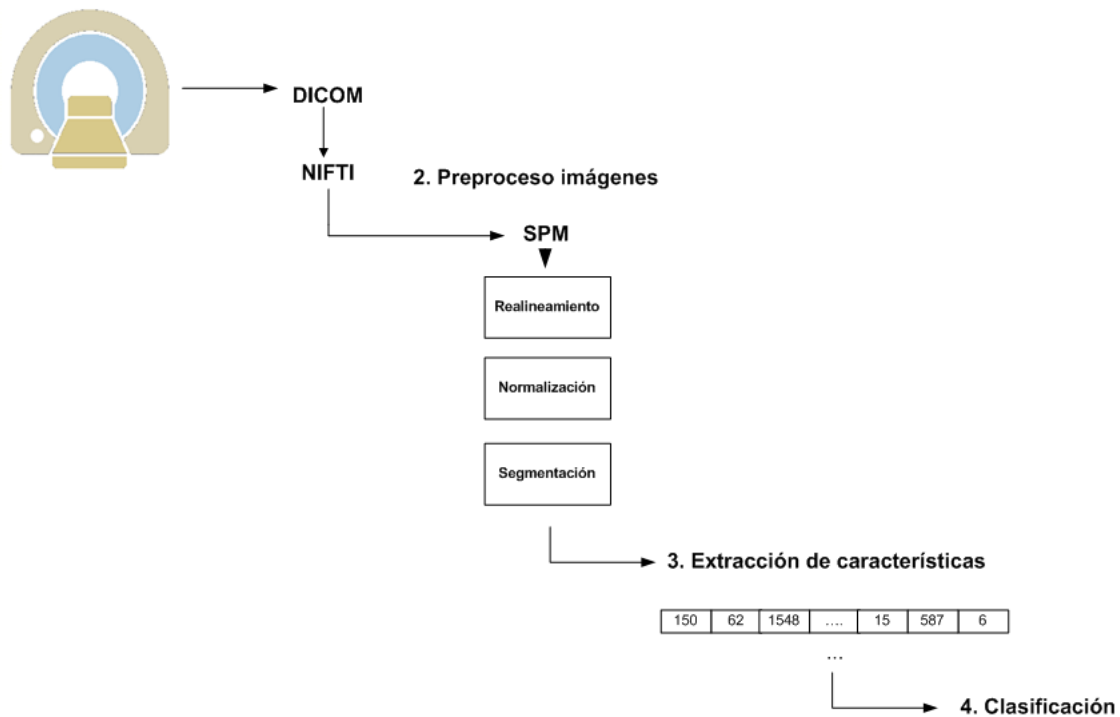 DICOM
NIFTI
2. Preproceso imágenes
SPM
Realineamiento
Normalización
Segmentación
3. Extracción de característícas
150 62 1548 .... 15 587 6
...
4. Clasificación